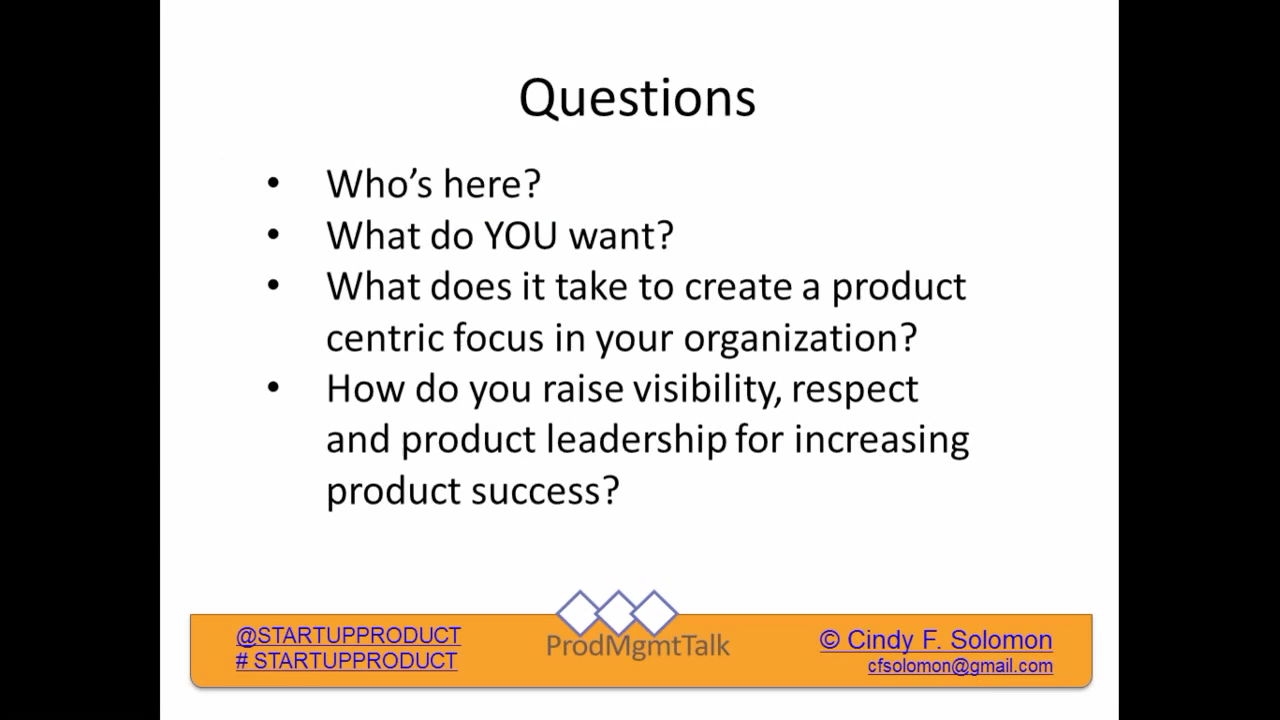 Questions
• Who’s here?
• What do YOU want?
• What does it take to create a product
centric focus in your organization?
• How do you raise visibility, respect
and product leadership for increasing
product success?
@STARTUPPRODUCT
# STARTUPPRODUCT
ProdMgmtTalk
© Cindy F. Solomon
cfsolomon@gmail.com